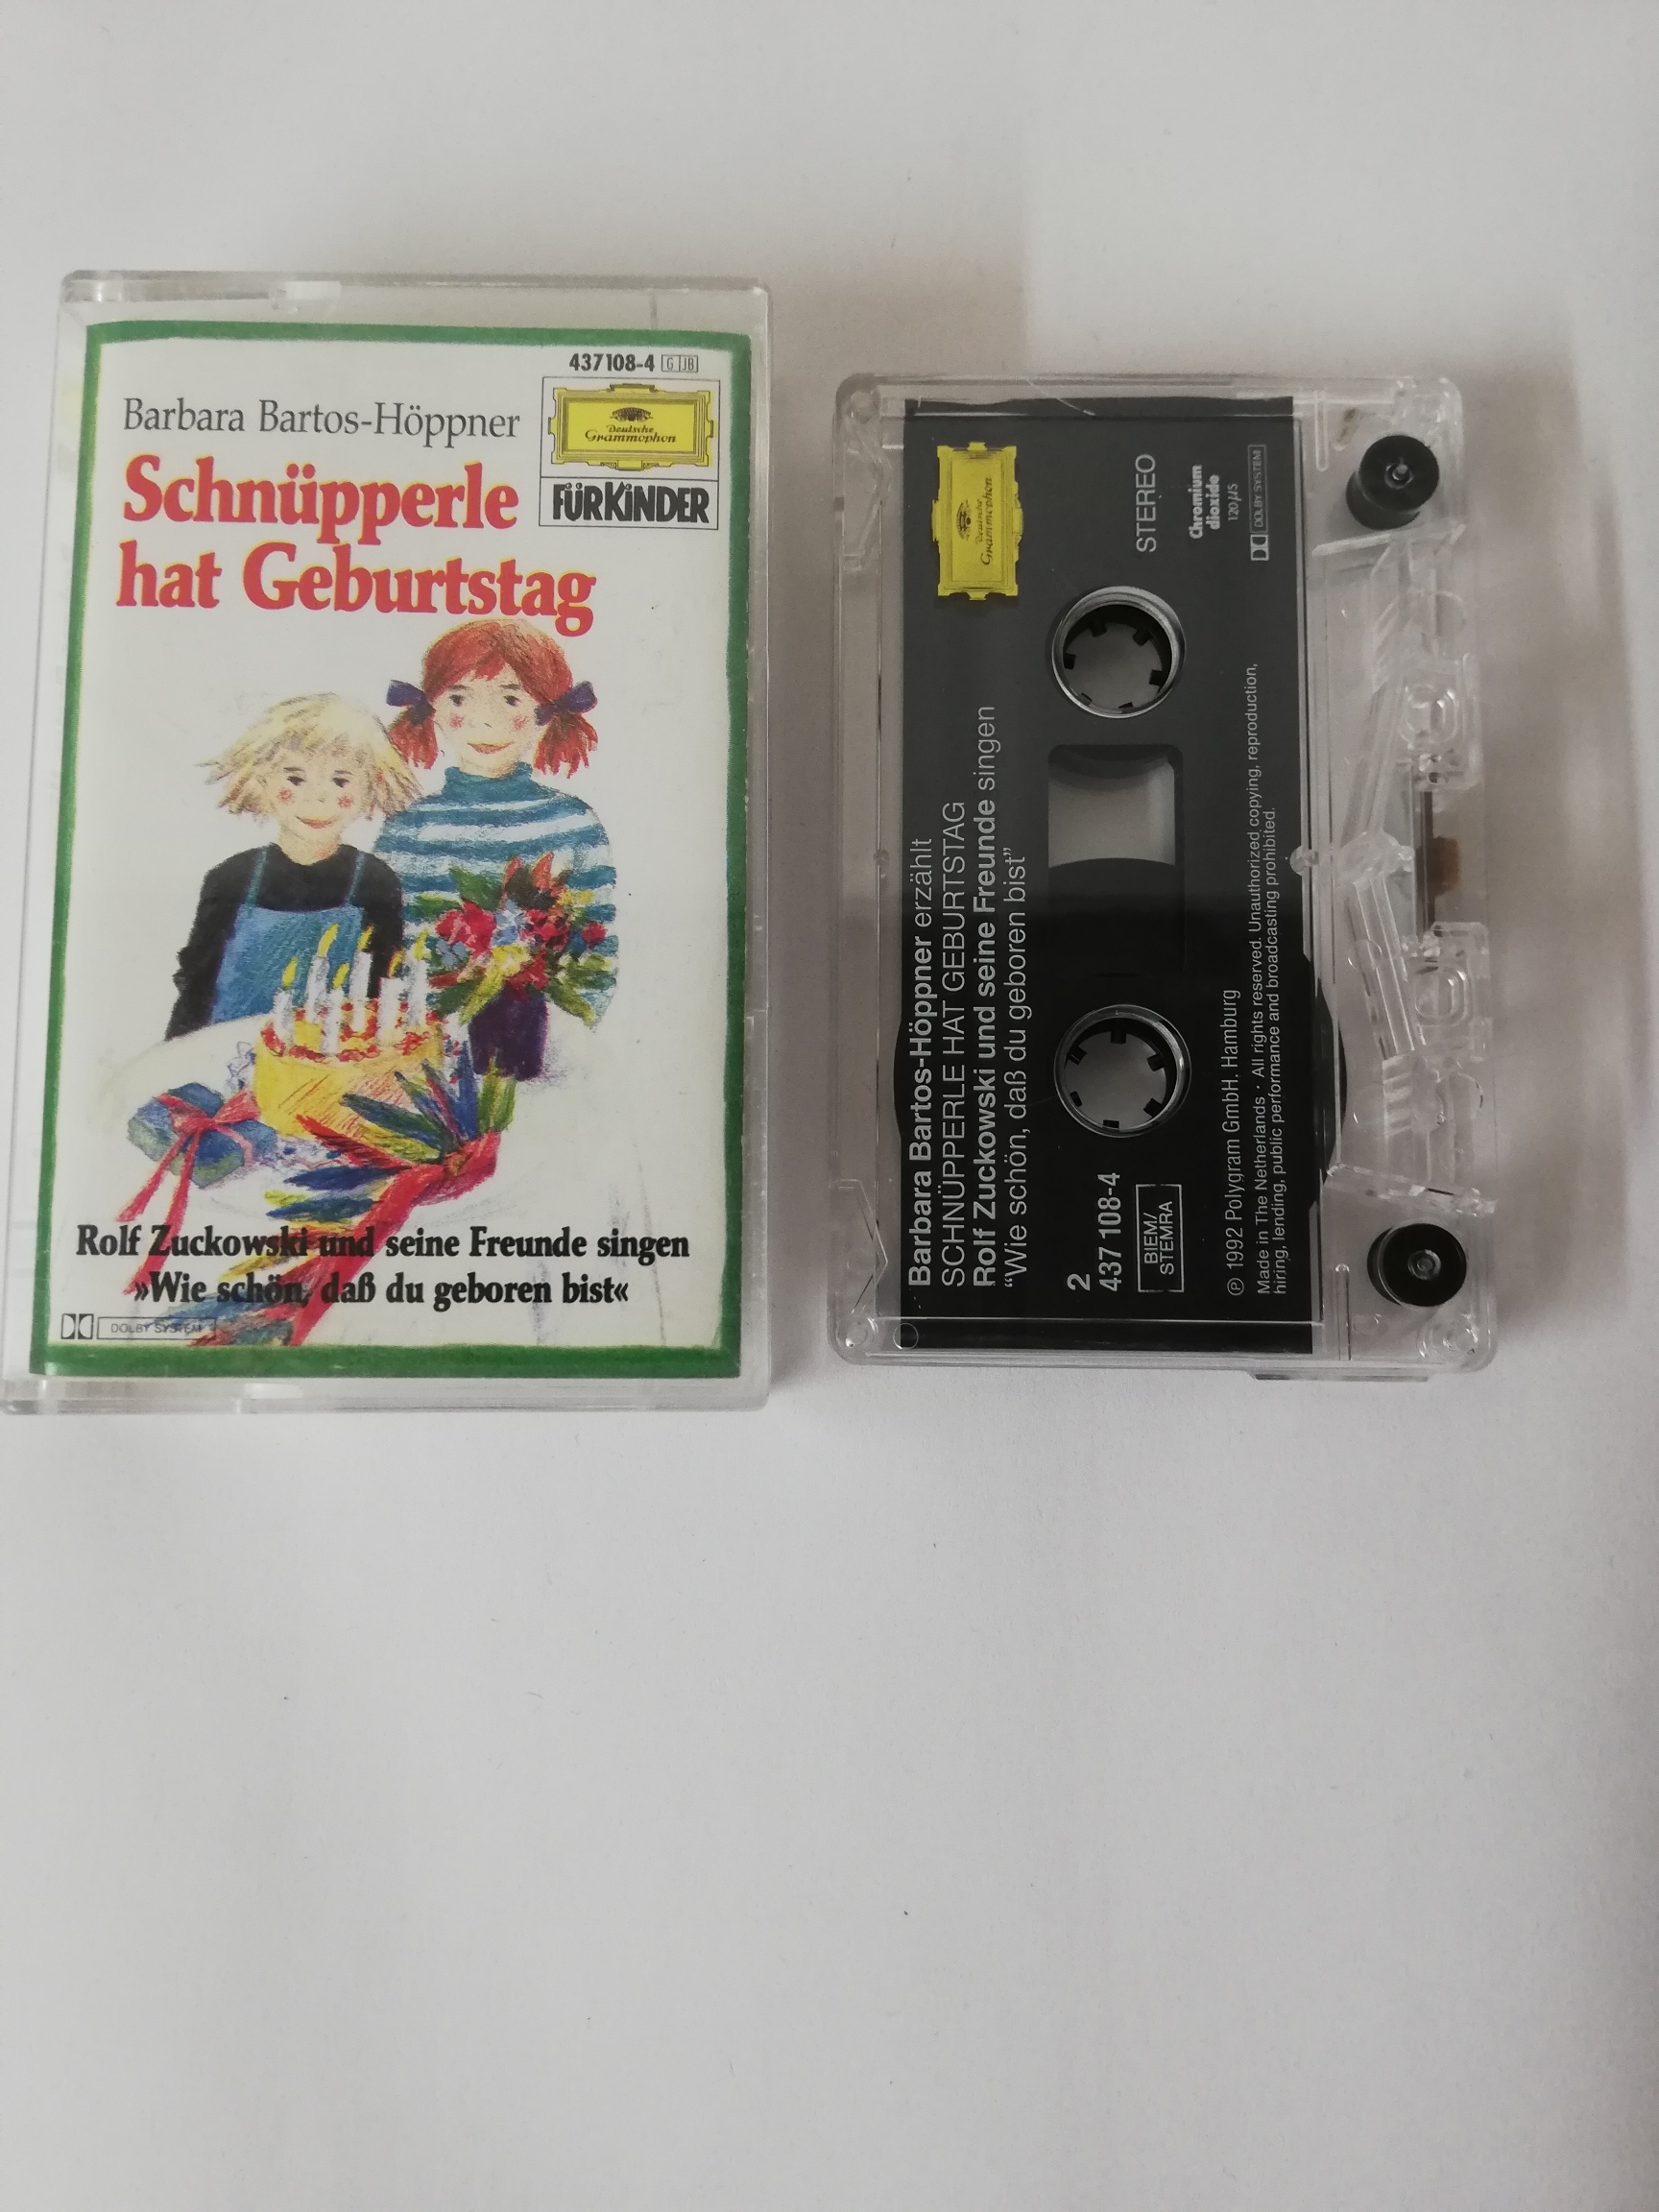 437108-4 G JB
Barbara Bartos-Höppner
Deutsche
Grammophon
FÜR KINDER
Schnüpperle
hat Geburtstag
Rolf Zuckowski und seine Freunde singen
»Wie schön, daß du geboren bist«
DOLBY SYSTEM
Deutsche
Grammophon
STEREO
Chromium
dioxide
120 µs
DOLBY SYSTEM
Barbara Bartos-Höppner erzählt
SCHNÜPPERLE HAT GEBURTSTAG
Rolf Zuckowski und seine Freunde singen
“Wie schön, daß du geboren bist”
2
437 108-4
BIEM/
STEMRA
℗ 1992 Polygram GmbH. Hamburg
Made in The Netherlands · All rights reserved. Unauthorized copying, reproduction,
hiring, lending, public performance and broadcasting prohibited.